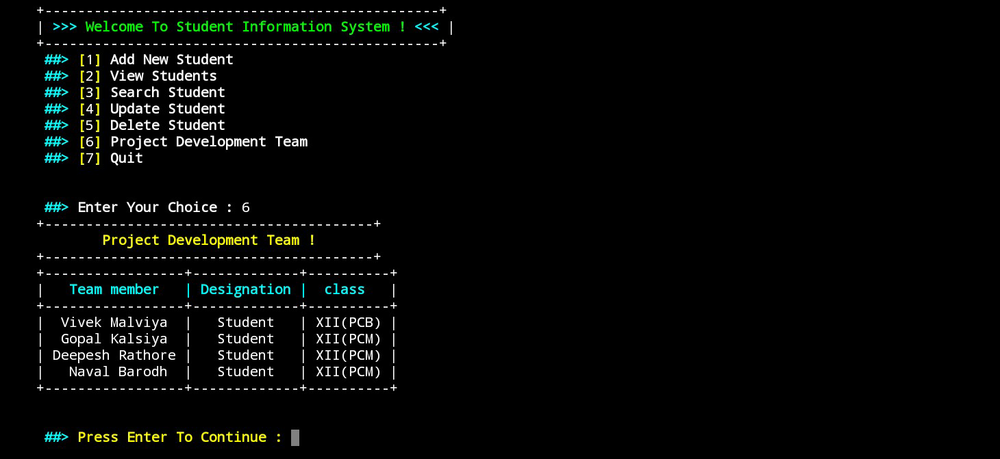 +------------------------------------------------+
| >>> Welcome To Student Information System ! <<< |
+------------------------------------------------+
##> [1] Add New Student
##> [2] View Students
##> [3] Search Student
##> [4] Update Student
##> [5] Delete Student
##> [6] Project Development Team
##> [7] Quit
##> Enter Your Choice : 6
+----------------------------------------+
Project Development Team !
+----------------------------------------+
+-----------------+-------------+----------+
|   Team member   | Designation |  class   |
+-----------------+-------------+----------+
|  Vivek Malviya  |   Student   | XII(PCB) |
|  Gopal Kalsiya  |   Student   | XII(PCM) |
| Deepesh Rathore |   Student   | XII(PCM) |
|   Naval Barodh  |   Student   | XII(PCM) |
+-----------------+-------------+----------+
##> Press Enter To Continue :